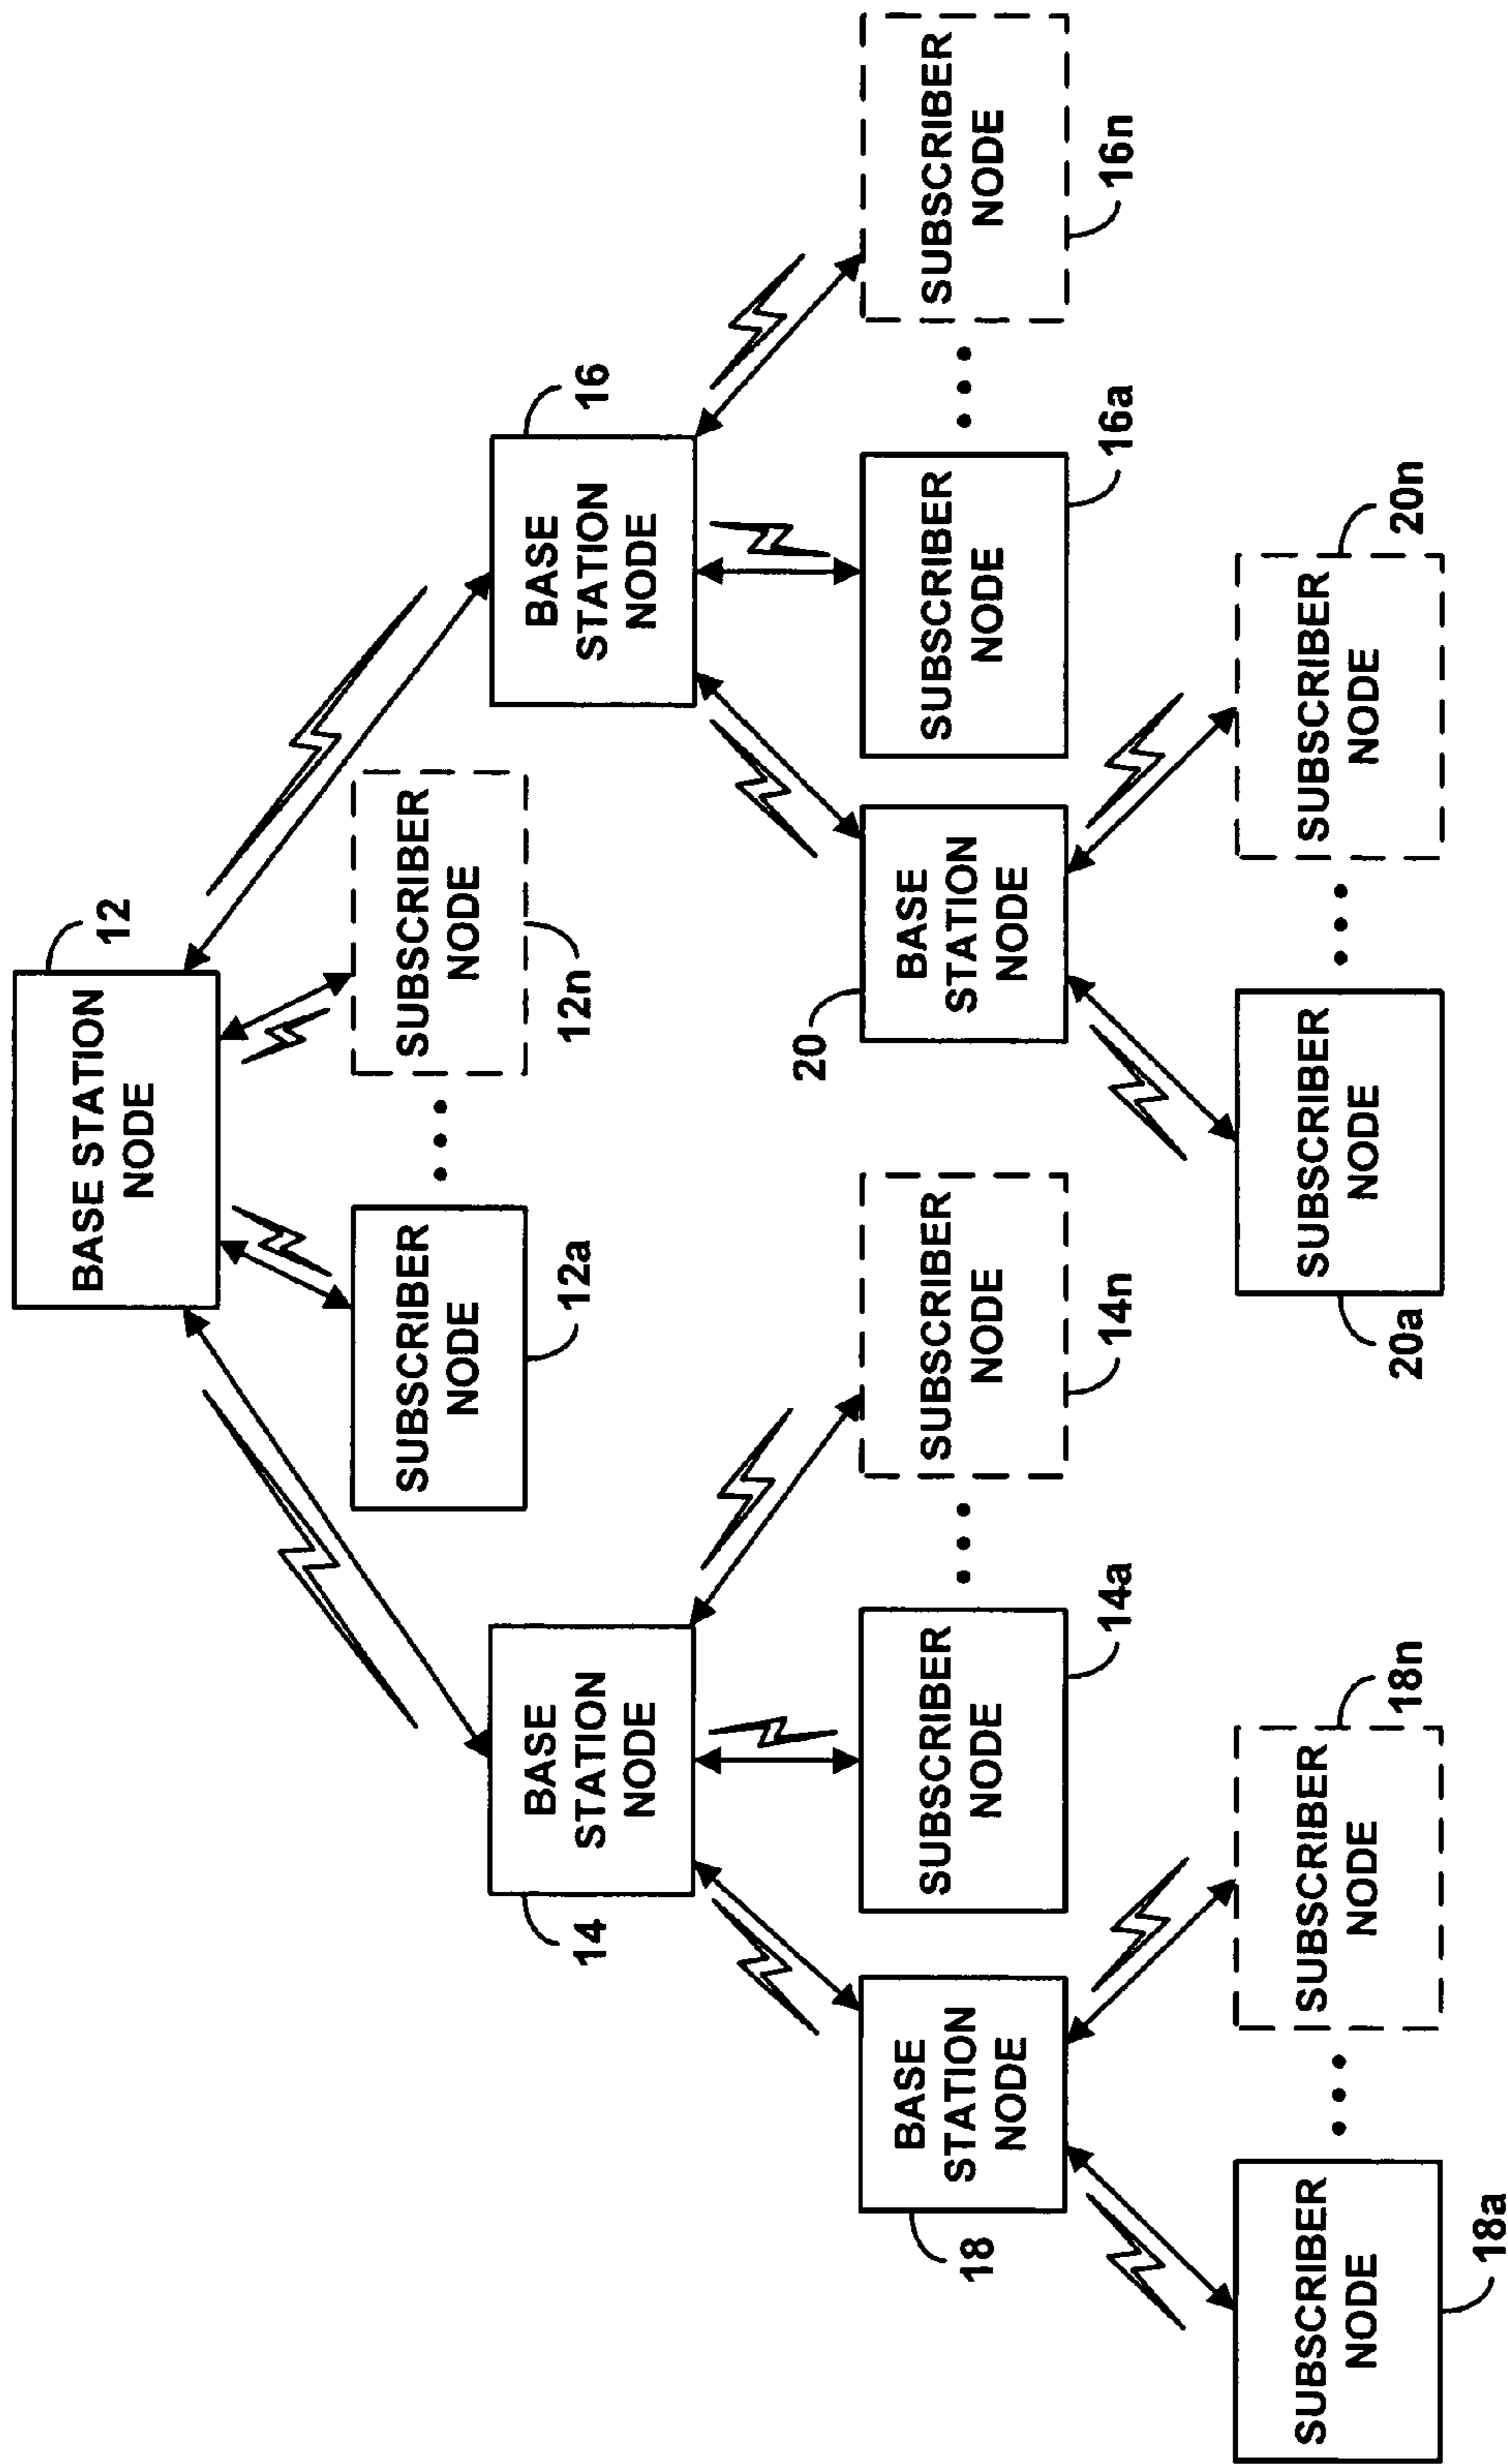 BASE STATION
NODE
12
SUBSCRIBER
NODE
12a
• • •
SUBSCRIBER
NODE
12n
BASE
STATION
NODE
14
BASE
STATION
NODE
16
BASE
STATION
NODE
18
SUBSCRIBER
NODE
14a
• • •
SUBSCRIBER
NODE
14n
BASE
STATION
NODE
20
SUBSCRIBER
NODE
16a
• • •
SUBSCRIBER
NODE
16n
SUBSCRIBER
NODE
18a
• • •
SUBSCRIBER
NODE
18n
SUBSCRIBER
NODE
20a
• • •
SUBSCRIBER
NODE
20n